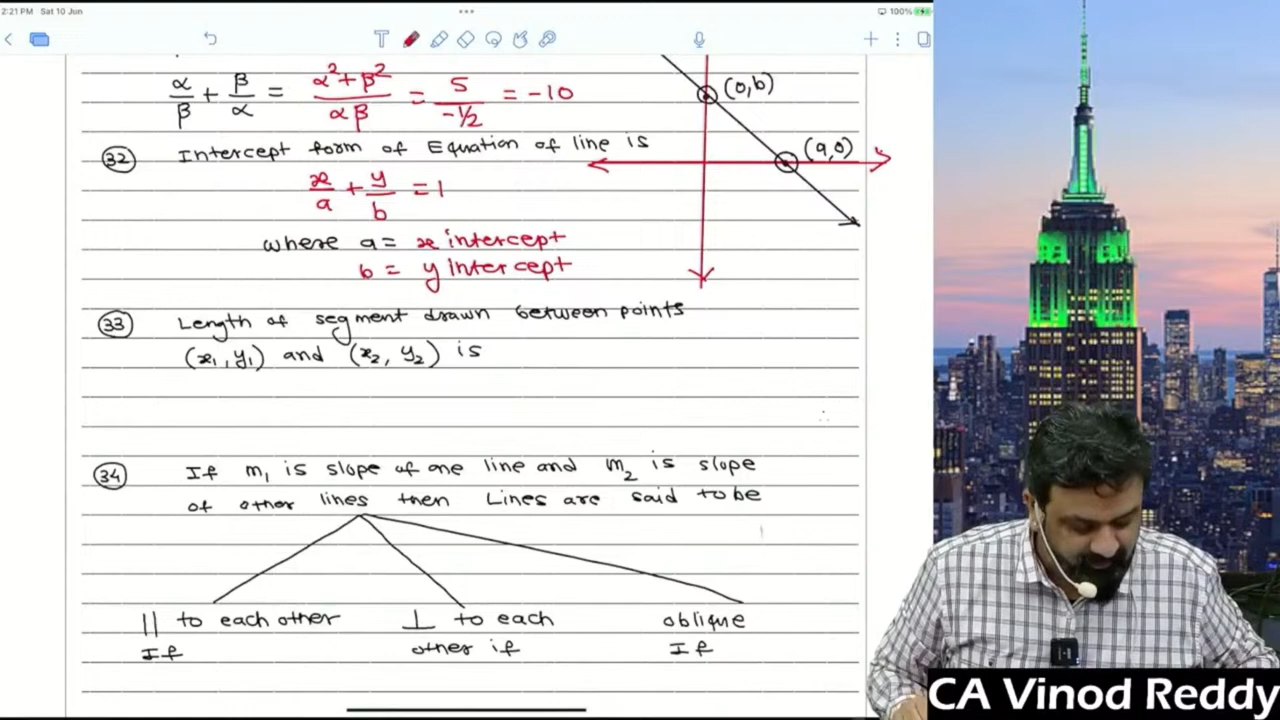 2:21 PM Sat 10 Jun
100%
α/β + β/α = α²+β²/αβ = 5/-½ = -10
(0,b)
(a,0)
32 Intercept form of Equation of line is
x/a + y/b = 1
where a = x intercept
b = y intercept
33 Length of segment drawn between points
(x₁,y₁) and (x₂, y₂) is
34 If m₁ is slope of one line and m₂ is slope
of other lines then Lines are said to be
|| to each other
If
⊥ to each
other if
oblique
If
CA Vinod Reddy